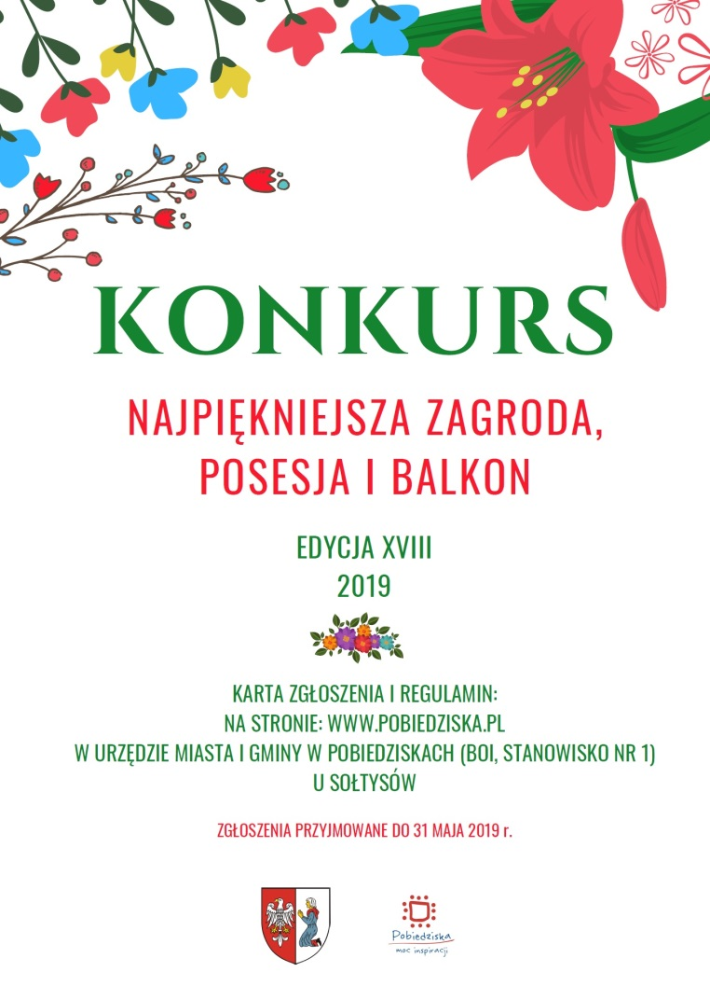 KONKURS
NAJPIĘKNIEJSZA ZAGRODA,
POSESJA I BALKON
EDYCJA XVIII
2019
KARTA ZGŁOSZENIA I REGULAMIN:
NA STRONIE: WWW.POBIEDZISKA.PL
W URZĘDZIE MIASTA I GMINY W POBIEDZISKACH (BOI, STANOWISKO NR 1)
U SOŁTYSÓW
ZGŁOSZENIA PRZYJMOWANE DO 31 MAJA 2019 r.
Pobiedziska
moc inspiracji